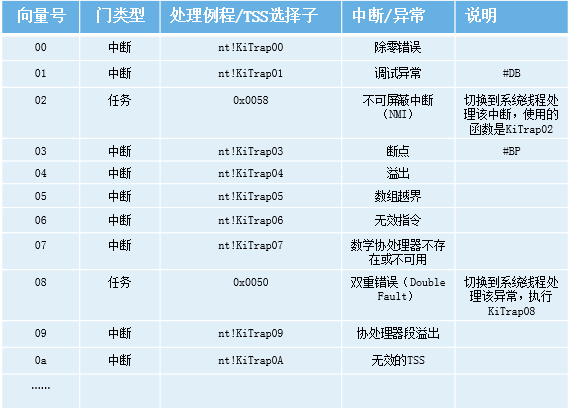 向量号 门类型 处理例程/TSS选择子 中断/异常 说明
00 中断 nt!KiTrap00 除零错误
01 中断 nt!KiTrap01 调试异常 #DB
02 任务 0x0058 不可屏蔽中断 切换到系统线程处
(NMI) 理该中断，使用的
函数是KiTrap02
03 中断 nt!KiTrap03 断点 #BP
04 中断 nt!KiTrap04 溢出
05 中断 nt!KiTrap05 数组越界
06 中断 nt!KiTrap06 无效指令
07 中断 nt!KiTrap07 数学协处理器不存
在或不可用
08 任务 0x0050 双重错误（Double 切换到系统线程处
Fault） 理该异常，执行
KiTrap08
09 中断 nt!KiTrap09 协处理器段溢出
0a 中断 nt!KiTrap0A 无效的TSS
……